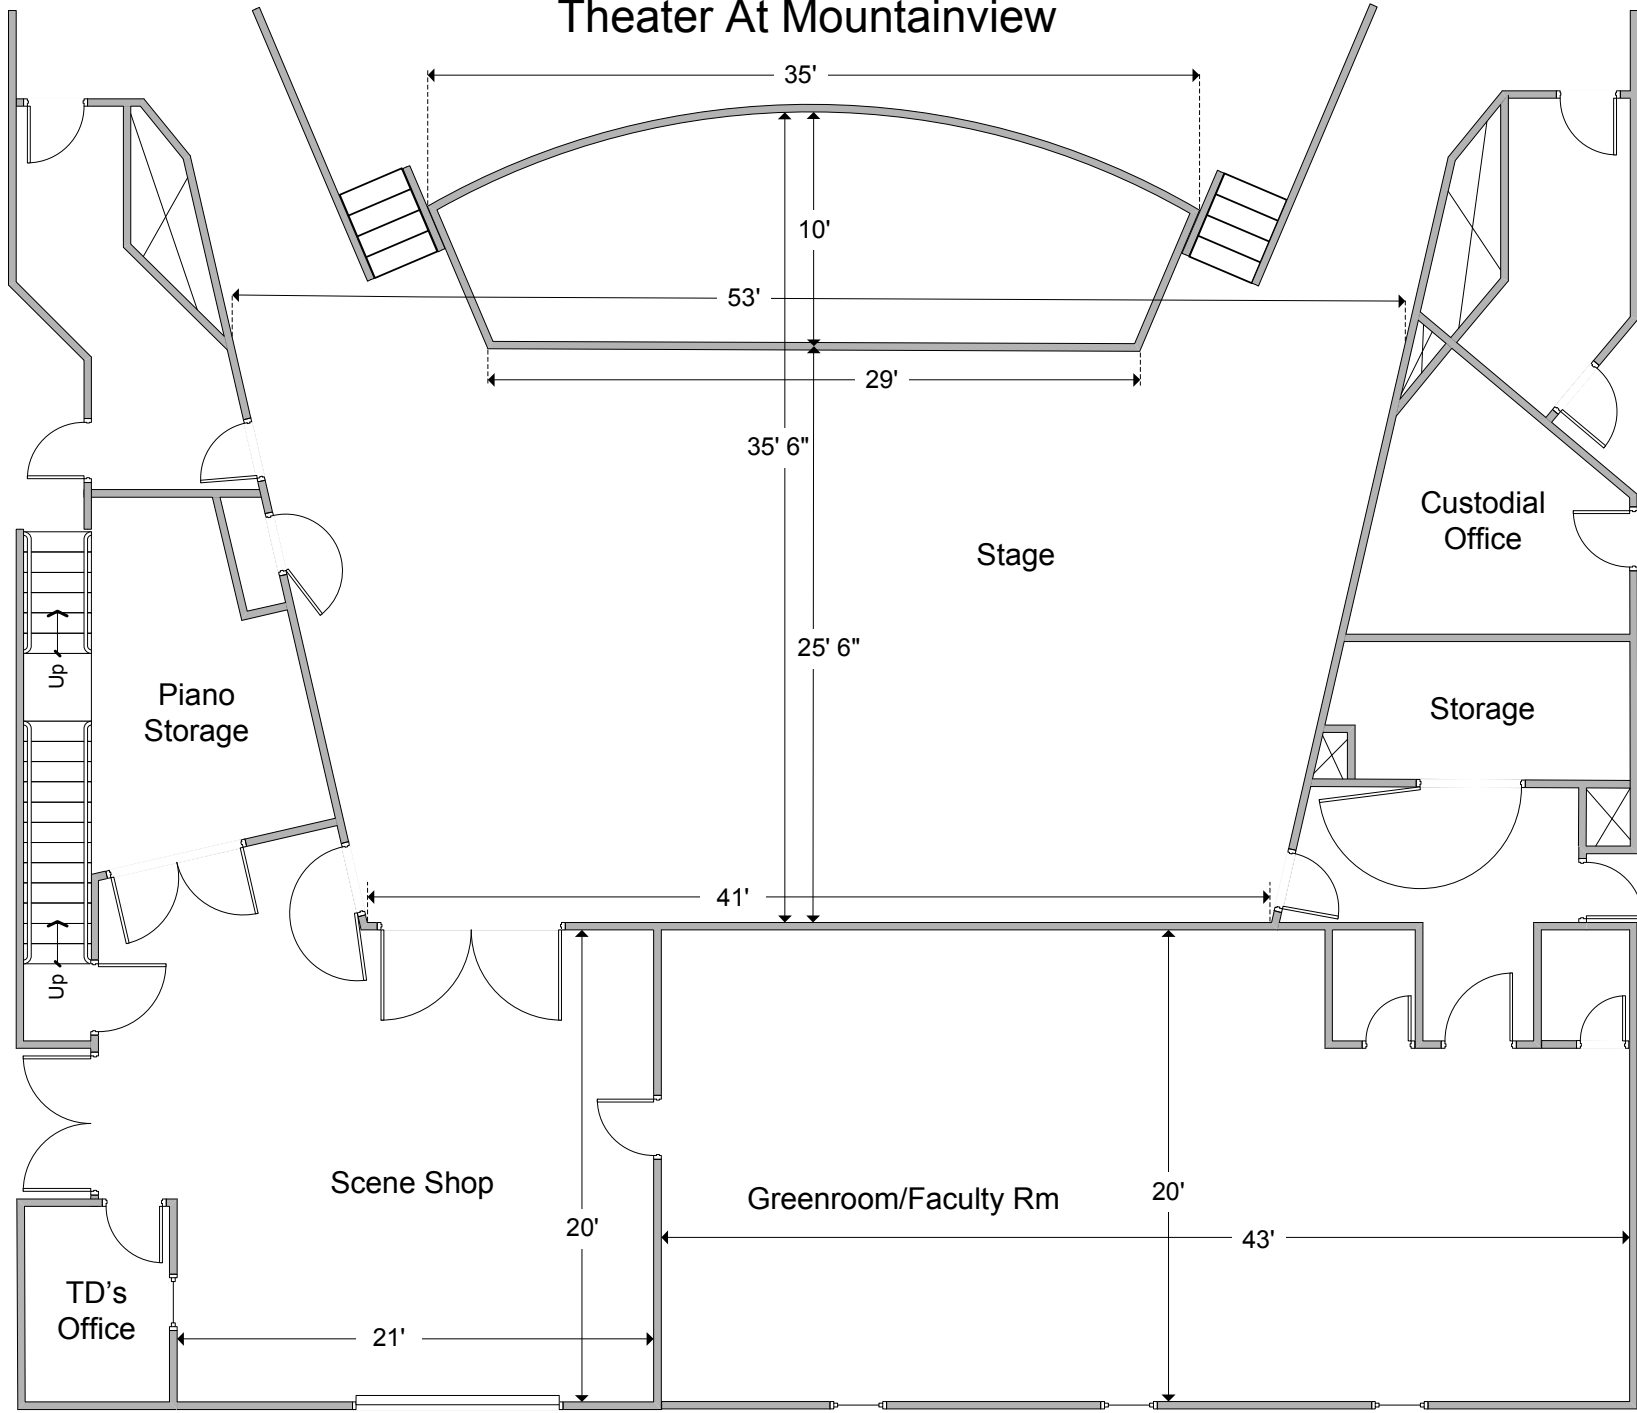 Theater At Mountainview
35'
10'
53'
29'
35' 6"
Custodial
Office
Stage
25' 6"
Up
Piano
Storage
Storage
41'
Up
Scene Shop
Greenroom/Faculty Rm
20'
20'
43'
TD's
Office
21'